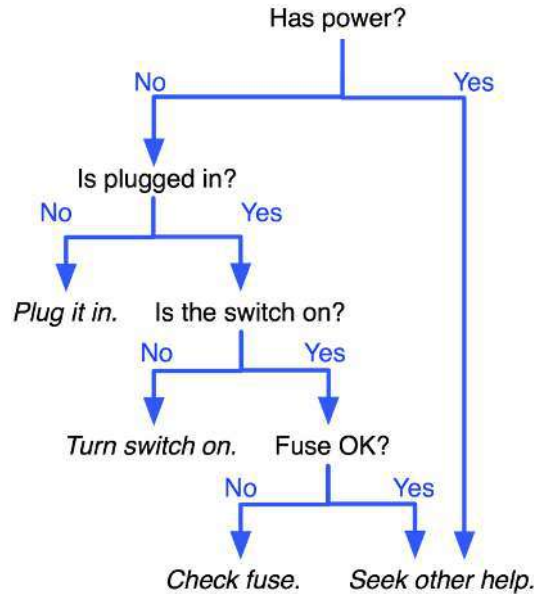 Has power?
No Yes
Is plugged in?
No Yes
Plug it in. Is the switch on?
No Yes
Turn switch on. Fuse OK?
No Yes
Check fuse. Seek other help.